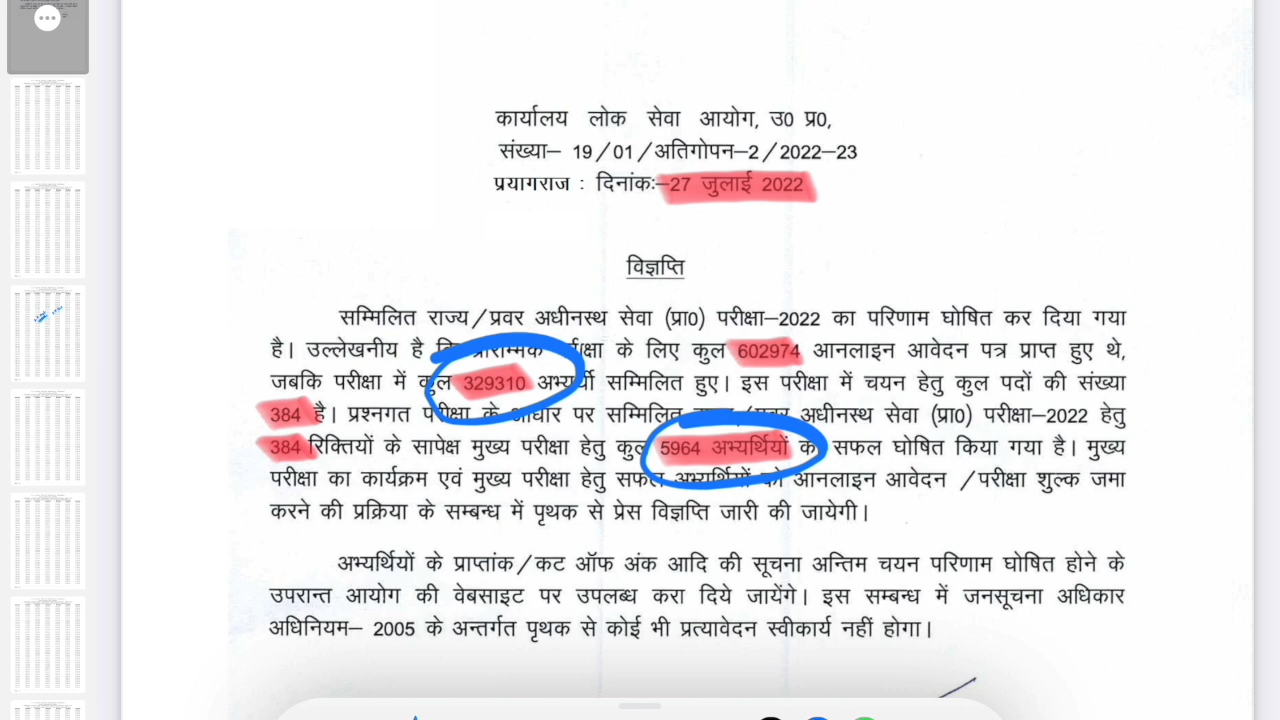 कार्यालय लोक सेवा आयोग, उ0 प्र0,
संख्या– 19/01/अतिगोपन–2/2022–23
प्रयागराज : दिनांकः–27 जुलाई 2022
विज्ञप्ति
सम्मिलित राज्य/प्रवर अधीनस्थ सेवा (प्रा0) परीक्षा–2022 का परिणाम घोषित कर दिया गया
है। उल्लेखनीय है कि प्रारम्भिक परीक्षा के लिए कुल 602974 आनलाइन आवेदन पत्र प्राप्त हुए थे,
जबकि परीक्षा में कुल 329310 अभ्यर्थी सम्मिलित हुए। इस परीक्षा में चयन हेतु कुल पदों की संख्या
384 है। प्रश्नगत परीक्षा के आधार पर सम्मिलित राज्य/प्रवर अधीनस्थ सेवा (प्रा0) परीक्षा–2022 हेतु
384 रिक्तियों के सापेक्ष मुख्य परीक्षा हेतु कुल 5964 अभ्यर्थियों को सफल घोषित किया गया है। मुख्य
परीक्षा का कार्यक्रम एवं मुख्य परीक्षा हेतु सफल अभ्यर्थियों को आनलाइन आवेदन /परीक्षा शुल्क जमा
करने की प्रक्रिया के सम्बन्ध में पृथक से प्रेस विज्ञप्ति जारी की जायेगी।
अभ्यर्थियों के प्राप्तांक/कट ऑफ अंक आदि की सूचना अन्तिम चयन परिणाम घोषित होने के
उपरान्त आयोग की वेबसाइट पर उपलब्ध करा दिये जायेंगे। इस सम्बन्ध में जनसूचना अधिकार
अधिनियम– 2005 के अन्तर्गत पृथक से कोई भी प्रत्यावेदन स्वीकार्य नहीं होगा।